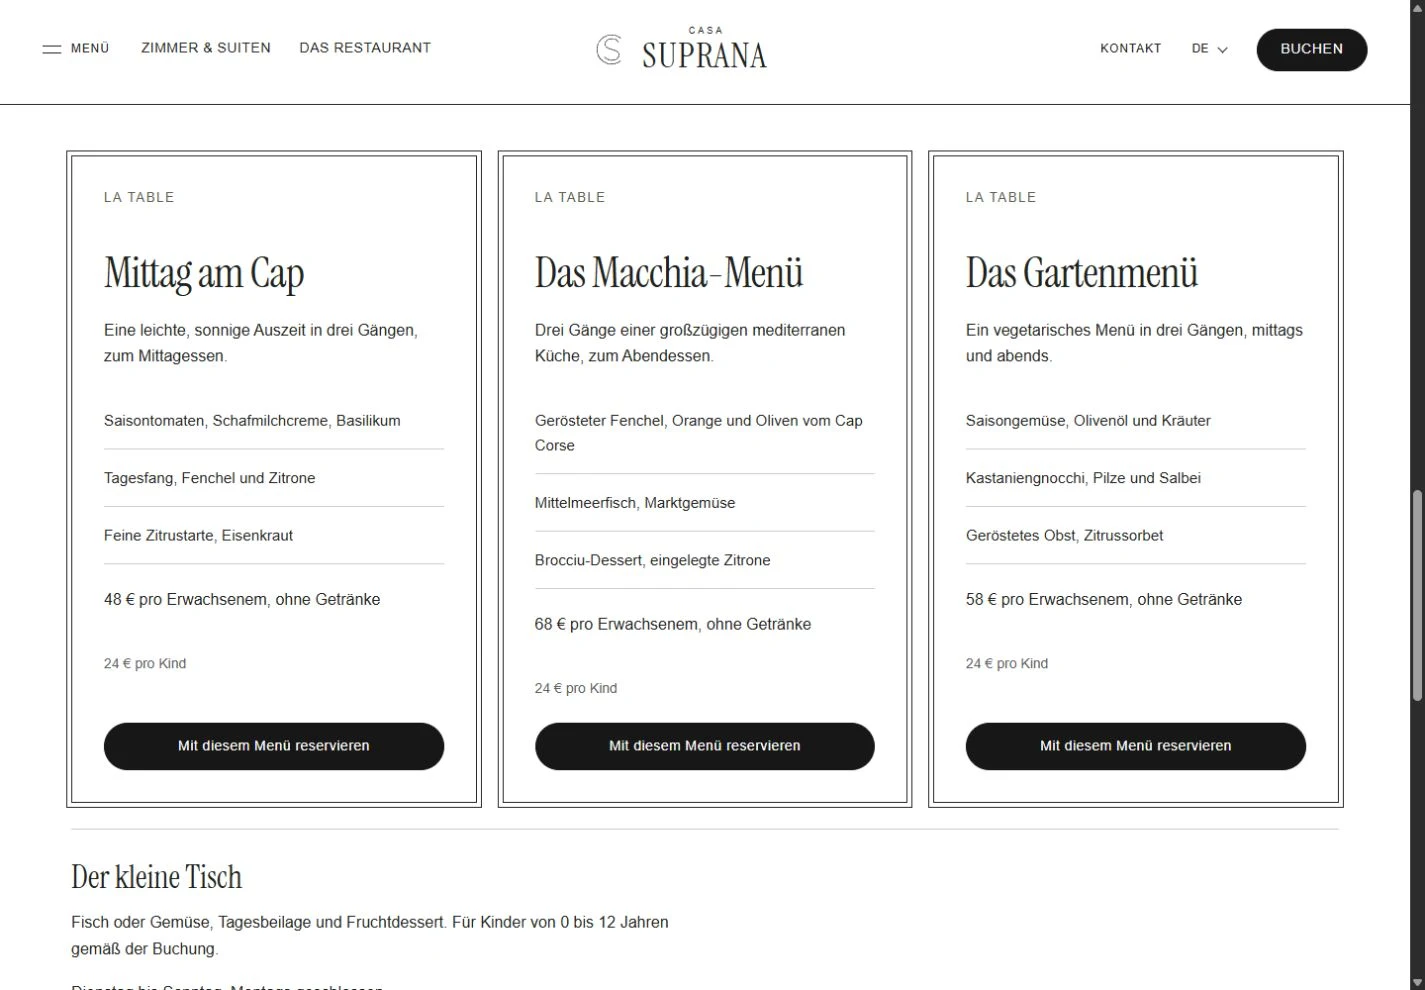 MENÜ
ZIMMER & SUITEN
DAS RESTAURANT
CASA
SUPRANA
KONTAKT
DE
BUCHEN
LA TABLE
Mittag am Cap
Eine leichte, sonnige Auszeit in drei Gängen,
zum Mittagessen.
Saisontomaten, Schafmilchcreme, Basilikum
Tagesfang, Fenchel und Zitrone
Feine Zitrustarte, Eisenkraut
48 € pro Erwachsenem, ohne Getränke
24 € pro Kind
Mit diesem Menü reservieren
LA TABLE
Das Macchia-Menü
Drei Gänge einer großzügigen mediterranen
Küche, zum Abendessen.
Gerösteter Fenchel, Orange und Oliven vom Cap
Corse
Mittelmeerfisch, Marktgemüse
Brocciu-Dessert, eingelegte Zitrone
68 € pro Erwachsenem, ohne Getränke
24 € pro Kind
Mit diesem Menü reservieren
LA TABLE
Das Gartenmenü
Ein vegetarisches Menü in drei Gängen, mittags
und abends.
Saisongemüse, Olivenöl und Kräuter
Kastaniengnocchi, Pilze und Salbei
Geröstetes Obst, Zitrussorbet
58 € pro Erwachsenem, ohne Getränke
24 € pro Kind
Mit diesem Menü reservieren
Der kleine Tisch
Fisch oder Gemüse, Tagesbeilage und Fruchtdessert. Für Kinder von 0 bis 12 Jahren
gemäß der Buchung.
Dienstag bis Sonntag. Montags geschlossen.